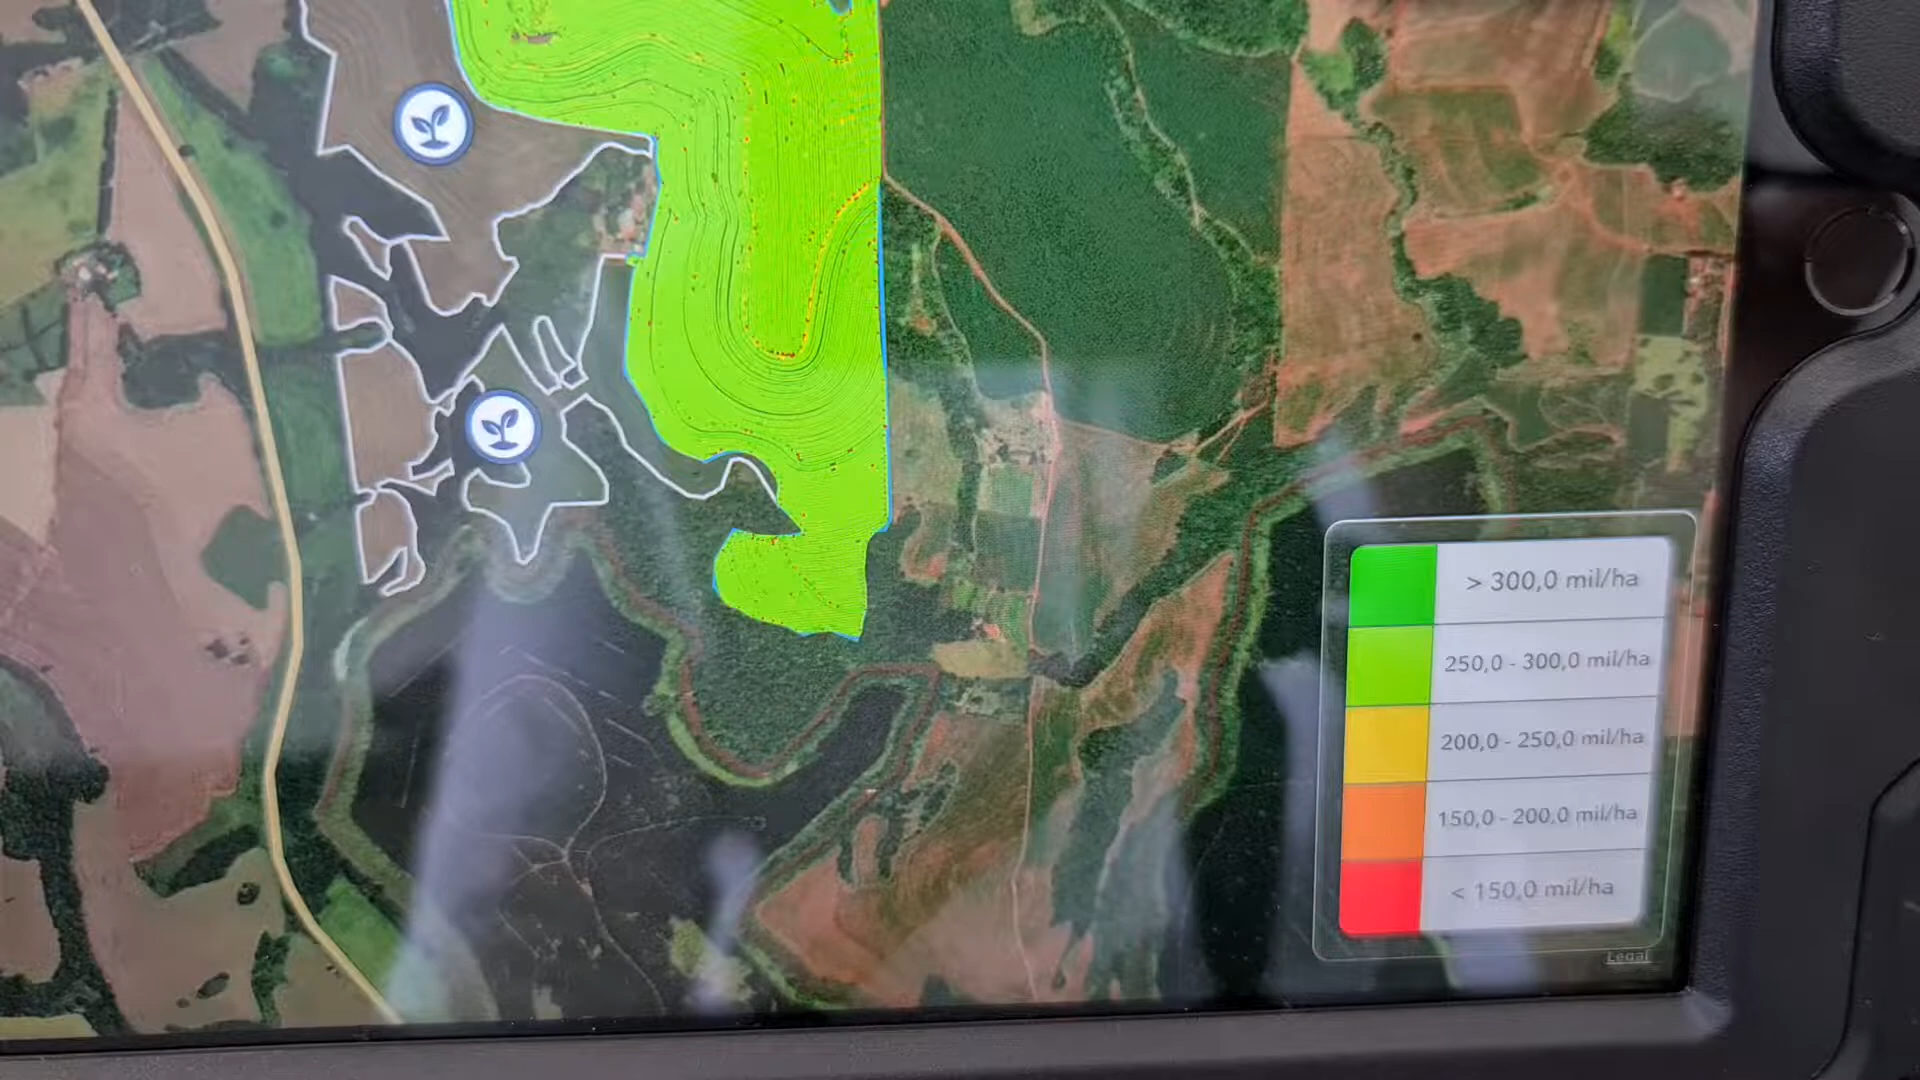 > 300,0 mil/ha
250,0 - 300,0 mil/ha
200,0 - 250,0 mil/ha
150,0 - 200,0 mil/ha
< 150,0 mil/ha
Legal